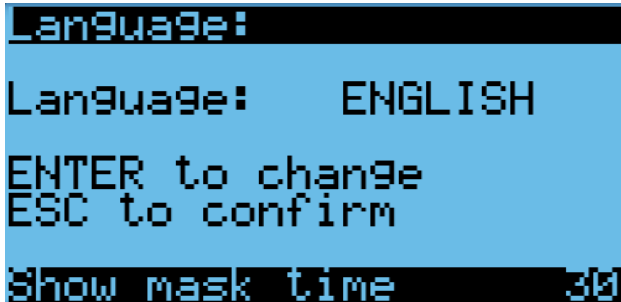 Language:
Language: ENGLISH
ENTER to change
ESC to confirm
Show mask time 30